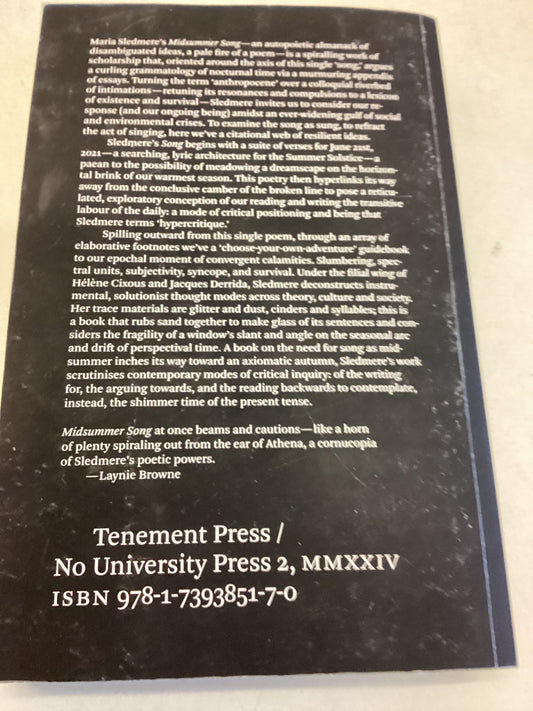 Maria Sledmere's Midsummer Song—an autopoietic almanack of
disambiguated ideas, a pale fire of a poem—is a spiralling work of
scholarship that, oriented around the axis of this single 'song,' argues
a curling grammatology of nocturnal time via a murmuring appendix
of essays. Turning the term 'anthropocene' over a colloquial riverbed
of intimations—retuning its resonances and compulsions to a lexicon
of existence and survival—Sledmere invites us to consider our re-
sponse (and our ongoing being) amidst an ever-widening gulf of social
and environmental crises. To examine the song as sung, to refract
the act of singing, here we've a citational web of resilient ideas.
Sledmere's Song begins with a suite of verses for June 21st,
2021—a searching, lyric architecture for the Summer Solstice—a
paean to the possibility of meadowing a dreamscape on the horizon-
tal brink of our warmest season. This poetry then hyperlinks its way
away from the conclusive camber of the broken line to pose a reticu-
lated, exploratory conception of our reading and writing the transitive
labour of the daily: a mode of critical positioning and being that
Sledmere terms 'hypercritique.'
Spilling outward from this single poem, through an array of
elaborative footnotes we've a 'choose-your-own-adventure' guidebook
to our epochal moment of convergent calamities. Slumbering, spec-
tral units, subjectivity, syncope, and survival. Under the filial wing of
Hélène Cixous and Jacques Derrida, Sledmere deconstructs instru-
mental, solutionist thought modes across theory, culture and society.
Her trace materials are glitter and dust, cinders and syllables; this is
a book that rubs sand together to make glass of its sentences and con-
siders the fragility of a window's slant and angle on the seasonal arc
and drift of perspectival time. A book on the need for song as mid-
summer inches its way toward an axiomatic autumn, Sledmere's work
scrutinises contemporary modes of critical inquiry: of the writing
for, the arguing towards, and the reading backwards to contemplate,
instead, the shimmer time of the present tense.
Midsummer Song at once beams and cautions—like a horn
of plenty spiraling out from the ear of Athena, a cornucopia
of Sledmere's poetic powers.
—Laynie Browne
Tenement Press /
No University Press 2, MMXXIV
ISBN 978-1-7393851-7-0